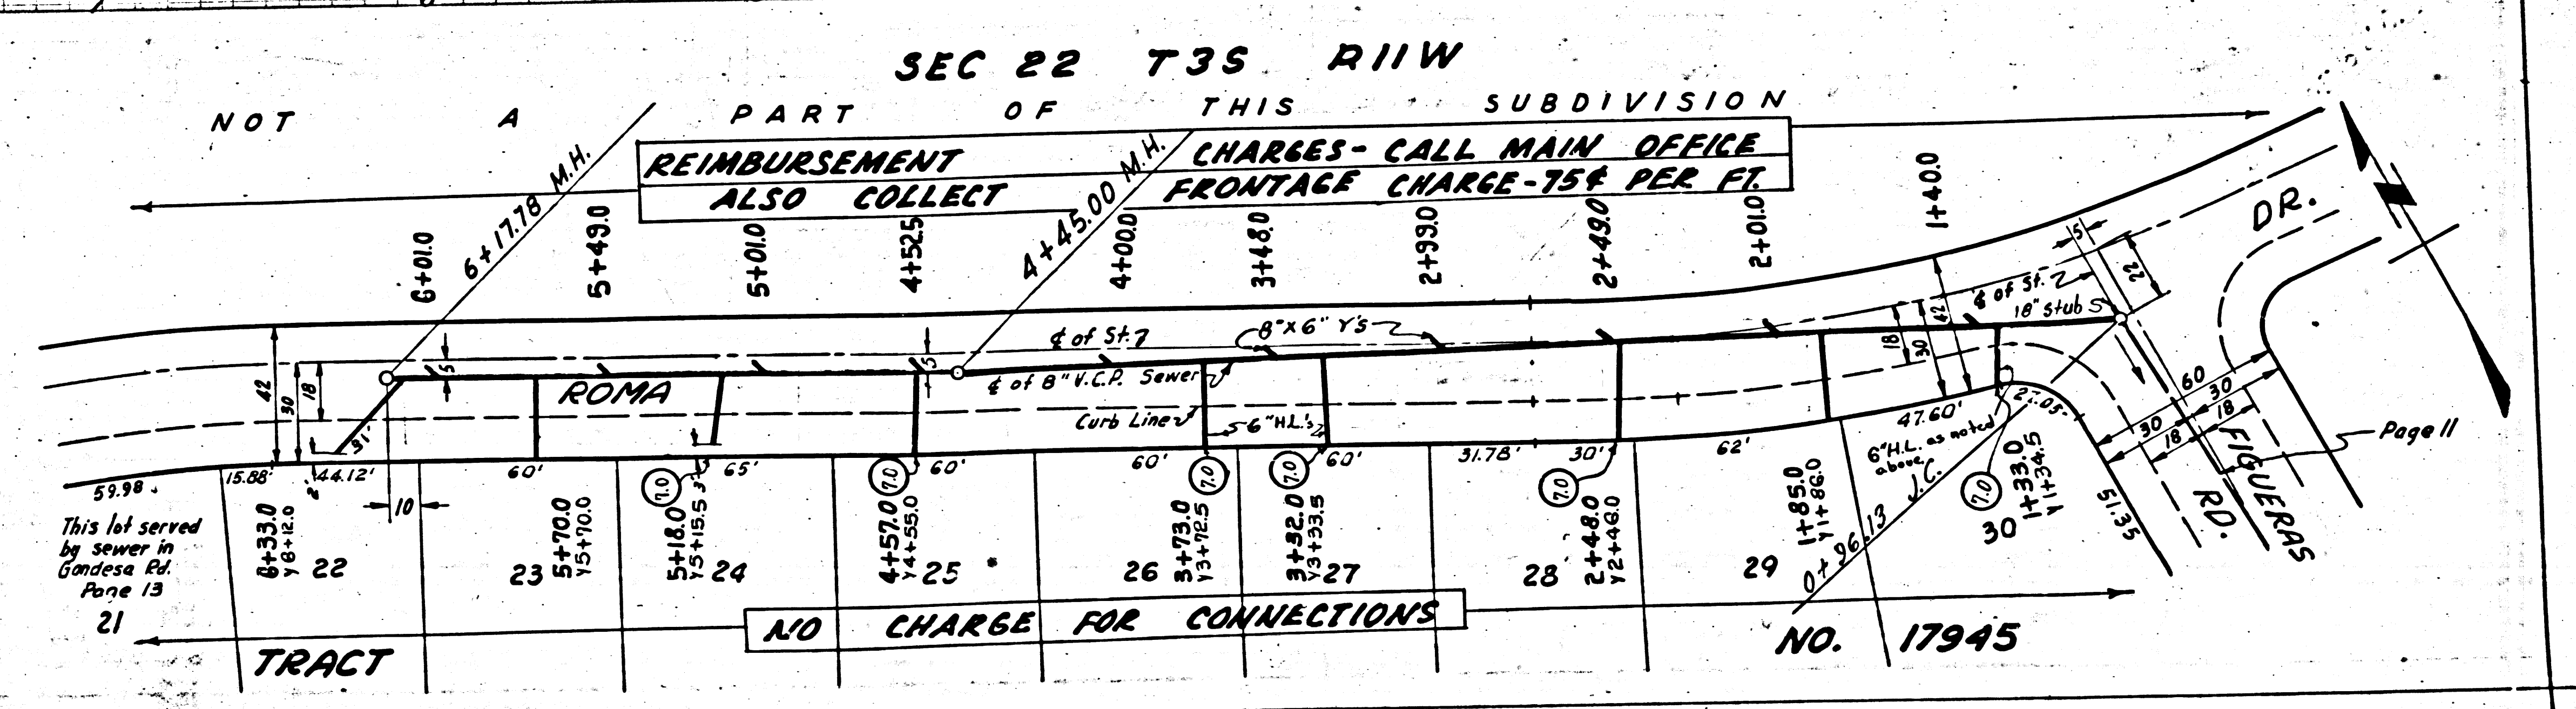 SEC 22 T3S R11W
NOT A PART OF THIS SUBDIVISION
REIMBURSEMENT CHARGES- CALL MAIN OFFICE
ALSO COLLECT FRONTAGE CHARGE-75¢ PER FT.
6+17.78 M.H.
4+45.00 M.H.
6+01.0
5+49.0
5+01.0
4+52.5
4+00.0
3+48.0
2+99.0
2+49.0
2+01.0
1+40.0
DR.
5
22
℄ of St.
18" Stub
℄ of St.
8"X6" Y's
42
30
18
5
5
18
30
42
ROMA
℄ of 8" V.C.P. Sewer
Curb Line
6"H.L.'s
31'
60
30
18
30
18
Page 11
FIGUERAS
RD.
51.35
27.05
47.60'
6"H.L. as noted
above
J.C.
0+96.13
59.98
15.88'
2'
44.12'
10
60'
65'
3'
60'
60'
60'
31.78'
30'
62'
7.0
7.0
7.0
7.0
7.0
7.0
This lot served
by sewer in
Gandesa Rd.
Page 13
21
6+33.0
Y6+12.0
22
23
5+70.0
Y5+70.0
5+18.0
Y5+15.5
24
4+57.0
Y4+55.0
25
26
3+73.0
Y3+72.5
3+32.0
Y3+33.5
27
28
2+48.0
Y2+46.0
29
1+85.0
Y1+86.0
30
1+33.0
Y1+34.5
NO CHARGE FOR CONNECTIONS
TRACT NO. 17945